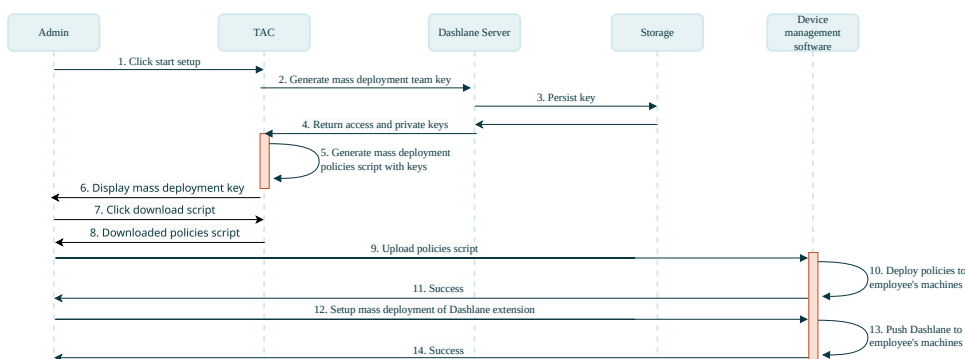 Admin
TAC
Dashlane Server
Storage
Device
management
software
1. Click start setup
2. Generate mass deployment team key
3. Persist key
4. Return access and private keys
5. Generate mass deployment
policies script with keys
6. Display mass deployment key
7. Click download script
8. Downloaded policies script
9. Upload policies script
10. Deploy policies to
employee's machines
11. Success
12. Setup mass deployment of Dashlane extension
13. Push Dashlane to
employee's machines
14. Success